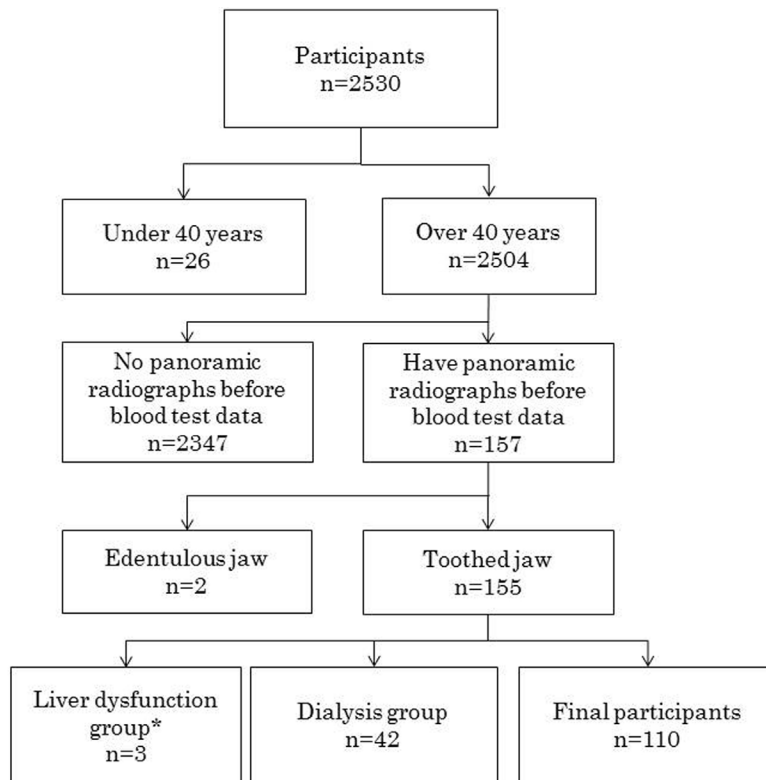 Participants
n=2530
Under 40 years
n=26
Over 40 years
n=2504
No panoramic
radiographs before
blood test data
n=2347
Have panoramic
radiographs before
blood test data
n=157
Edentulous jaw
n=2
Toothed jaw
n=155
Liver dysfunction
group*
n=3
Dialysis group
n=42
Final participants
n=110